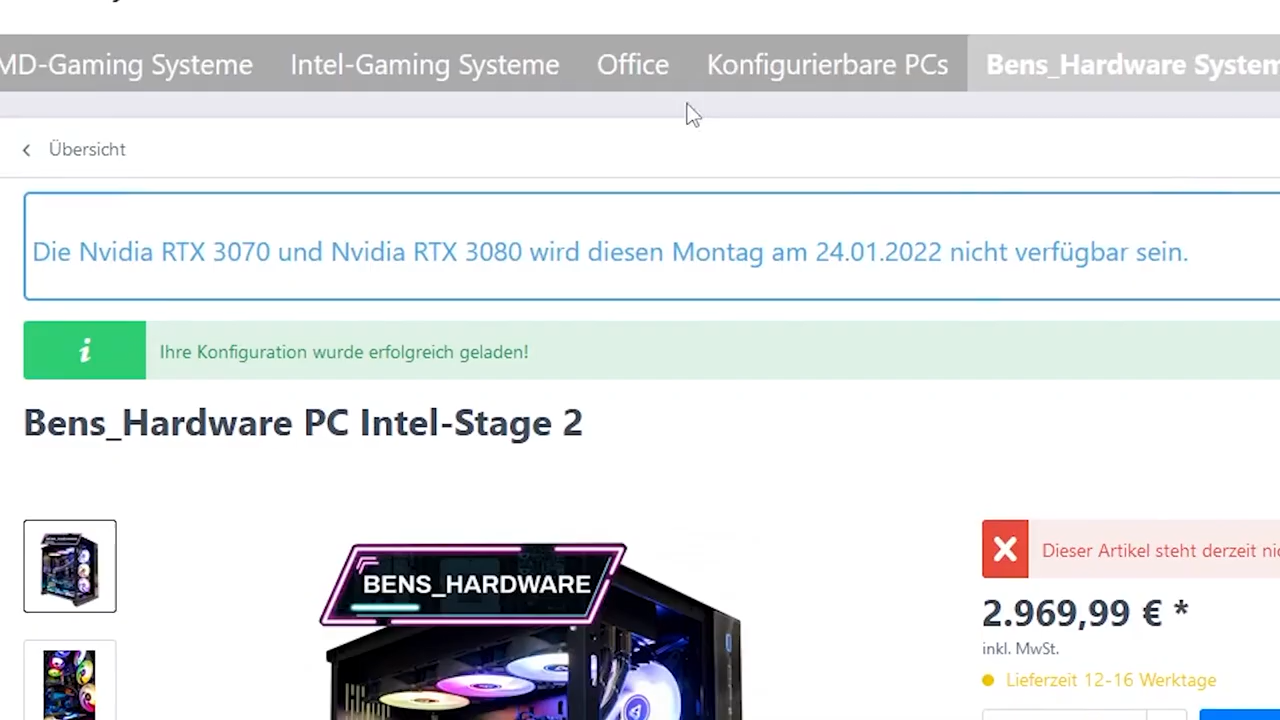 MD-Gaming Systeme Intel-Gaming Systeme Office Konfigurierbare PCs Bens_Hardware System
Übersicht
Die Nvidia RTX 3070 und Nvidia RTX 3080 wird diesen Montag am 24.01.2022 nicht verfügbar sein.
Ihre Konfiguration wurde erfolgreich geladen!
Bens_Hardware PC Intel-Stage 2
BENS_HARDWARE
Dieser Artikel steht derzeit
2.969,99 € *
inkl. MwSt.
Lieferzeit 12-16 Werktage